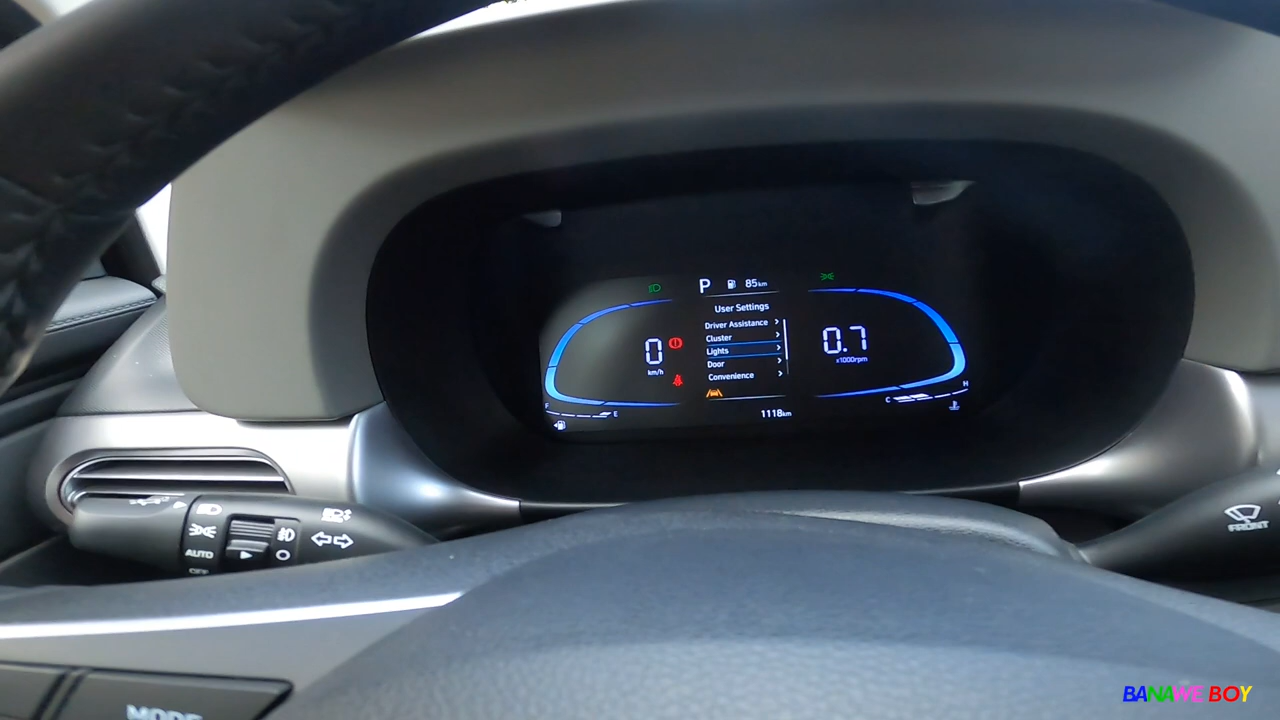 P 85km
User Settings
Driver Assistance
Cluster
Lights
Door
Convenience
0
km/h
0.7
x1000rpm
F E
C H
1118km
AUTO
OFF
FRONT
MODE
BANAWE BOY